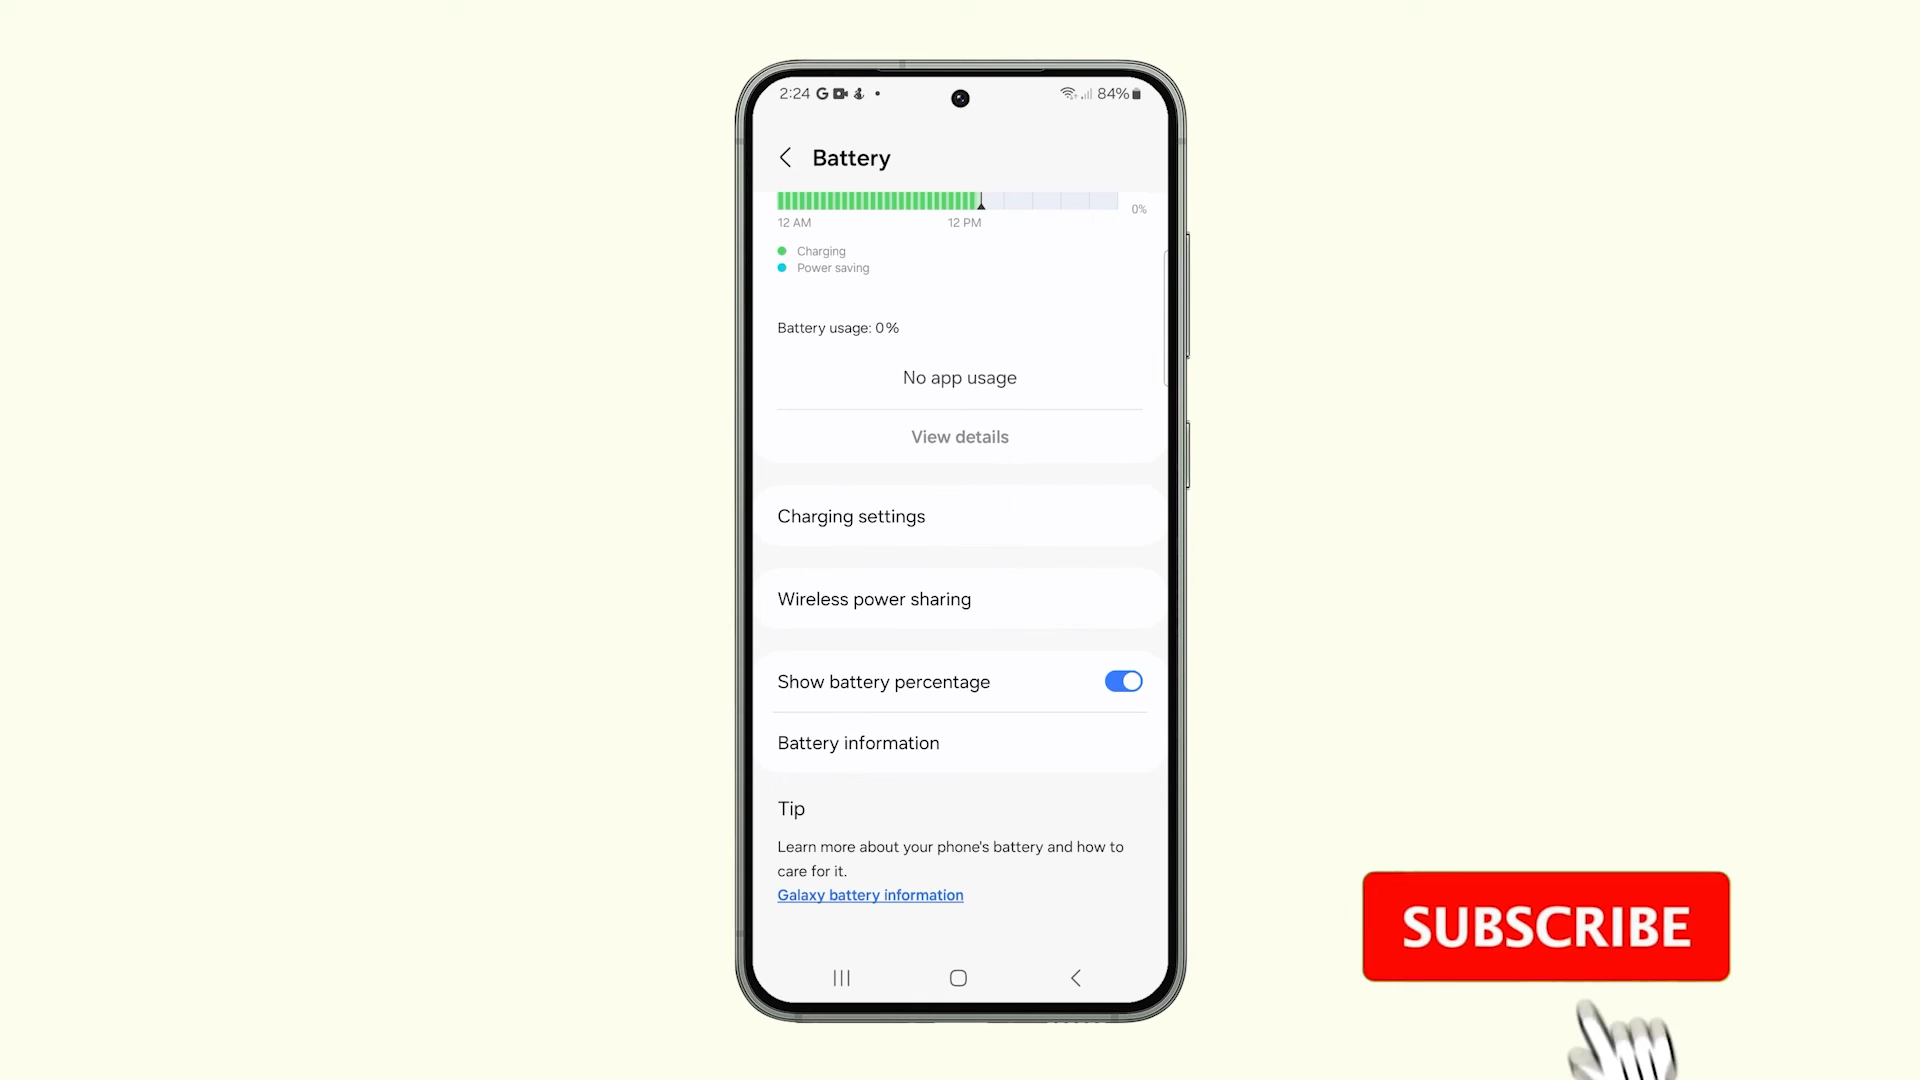 2:24 G 84%
Battery
0%
12 AM 12 PM
Charging
Power saving
Battery usage: 0%
No app usage
View details
Charging settings
Wireless power sharing
Show battery percentage
Battery information
Tip
Learn more about your phone's battery and how to
care for it.
Galaxy battery information
SUBSCRIBE